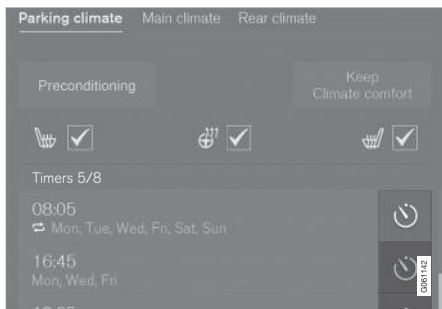 Parking climate Main climate Rear climate
Preconditioning
Keep
Climate comfort
Timers 5/8
08:05
Mon, Tue, Wed, Fri, Sat, Sun
16:45
Mon, Wed, Fri
G061142